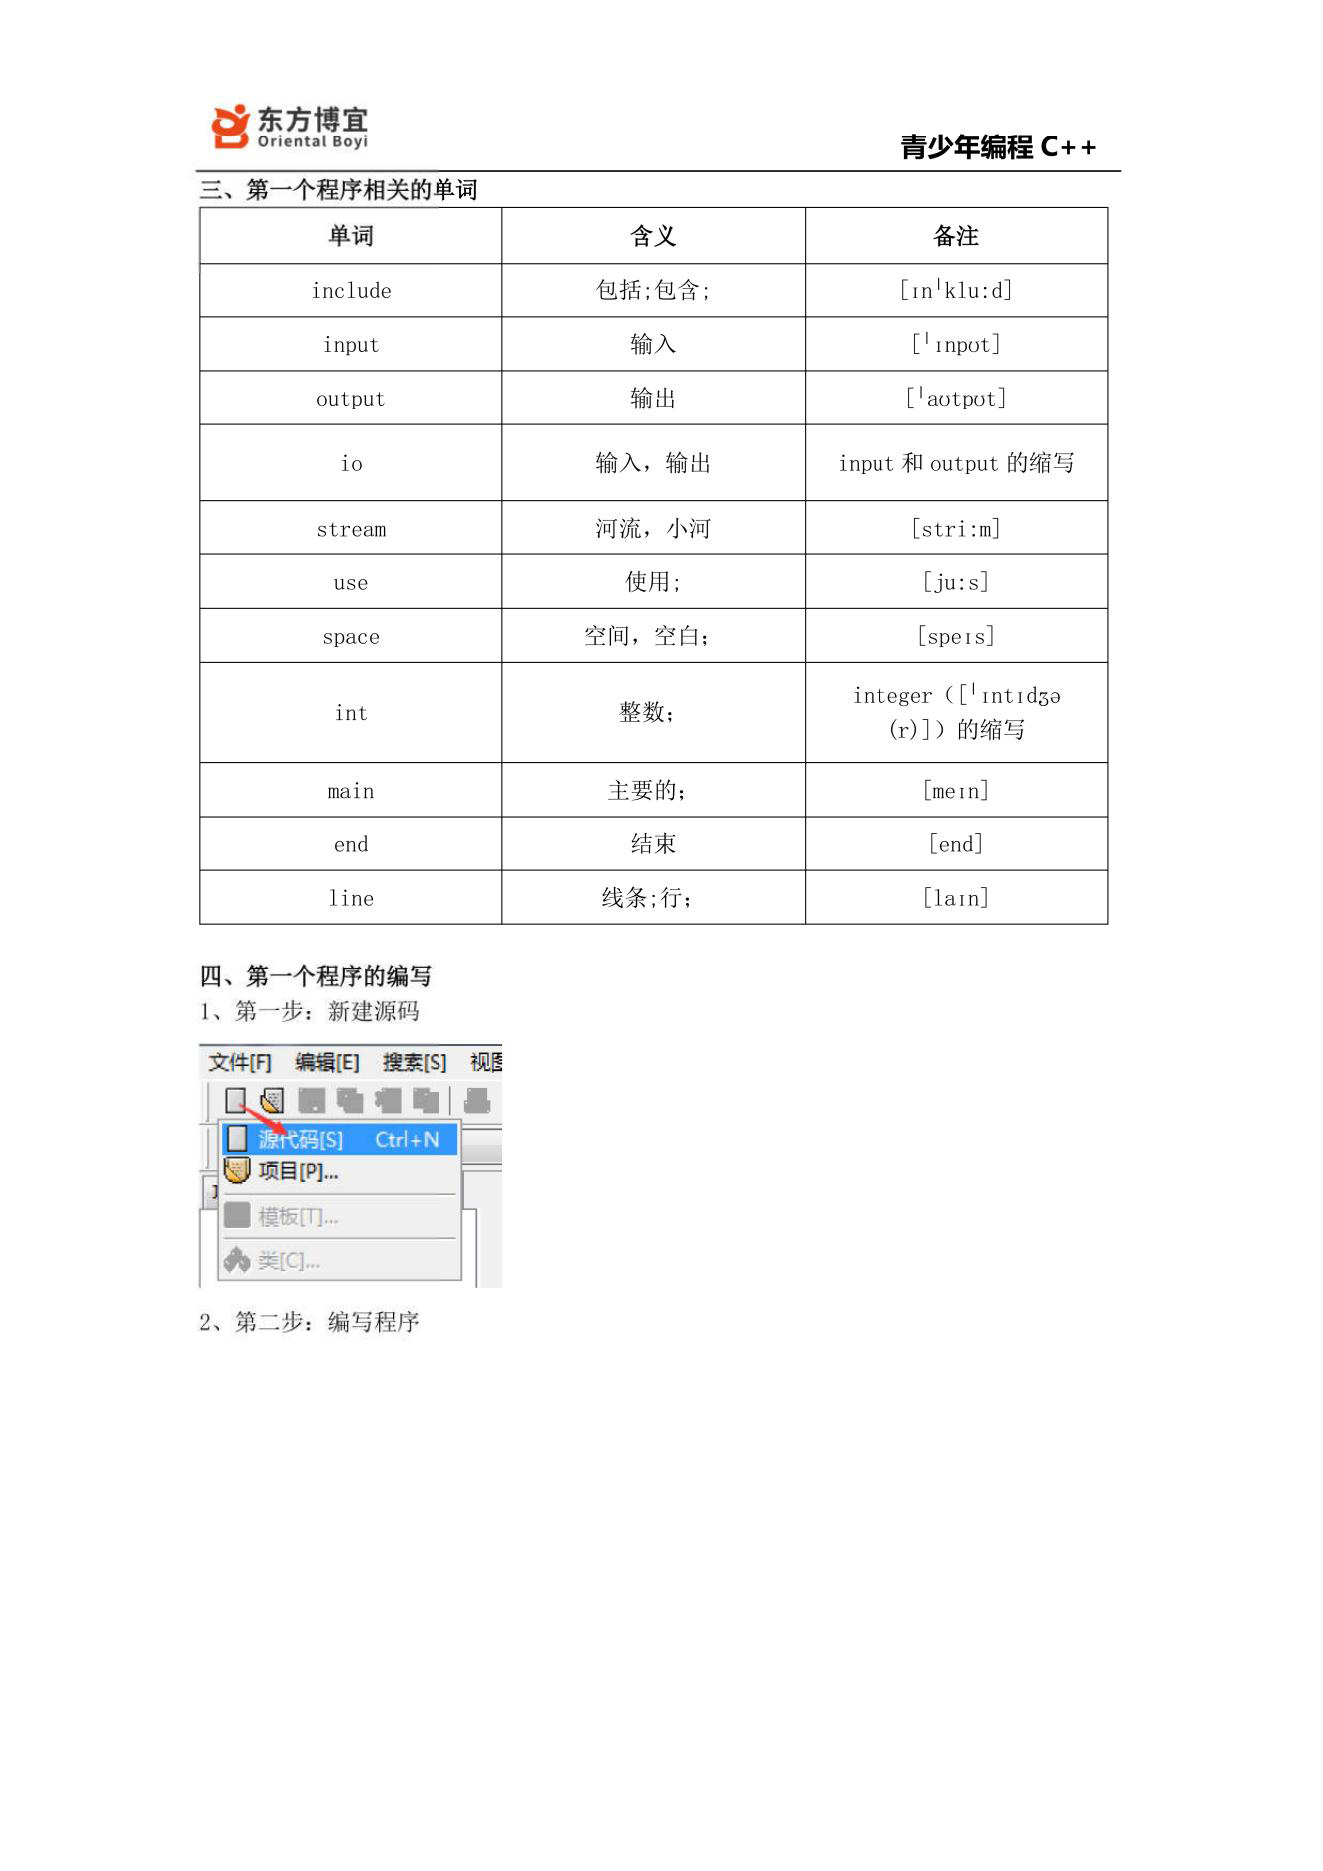 东方博宜
Oriental Boyi
青少年编程 C++
三、第一个程序相关的单词
单词 含义 备注
include 包括;包含; [ɪnˈklu:d]
input 输入 [ˈɪnpʊt]
output 输出 [ˈaʊtpʊt]
io 输入，输出 input 和 output 的缩写
stream 河流，小河 [stri:m]
use 使用; [ju:s]
space 空间，空白； [speɪs]
int 整数； integer（[ˈɪntɪdʒə
(r)]）的缩写
main 主要的； [meɪn]
end 结束 [end]
line 线条;行； [laɪn]
四、第一个程序的编写
1、第一步：新建源码
文件[F] 编辑[E] 搜索[S] 视图
源代码[S] Ctrl+N
项目[P]...
模板[T]...
类[C]...
2、第二步：编写程序